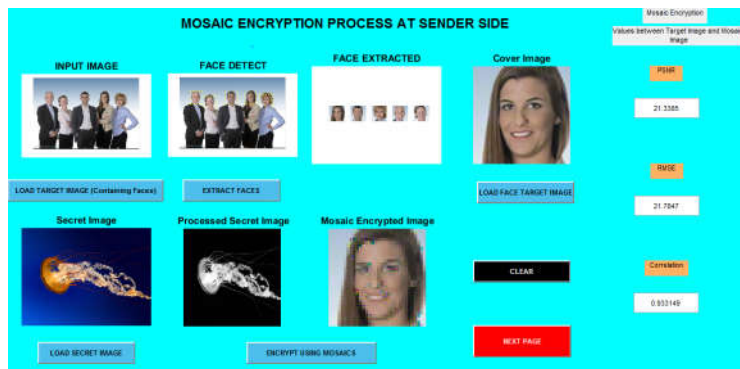 MOSAIC ENCRYPTION PROCESS AT SENDER SIDE
Mosaic Encryption
Values between Target Image and Mosaic
Image
INPUT IMAGE
FACE DETECT
FACE EXTRACTED
Cover Image
PSNR
21.3385
LOAD TARGET IMAGE (Containing Faces)
EXTRACT FACES
LOAD FACE TARGET IMAGE
RMSE
21.7847
Secret Image
Processed Secret Image
Mosaic Encrypted Image
CLEAR
Correlation
0.933149
LOAD SECRET IMAGE
ENCRYPT USING MOSAICS
NEXT PAGE